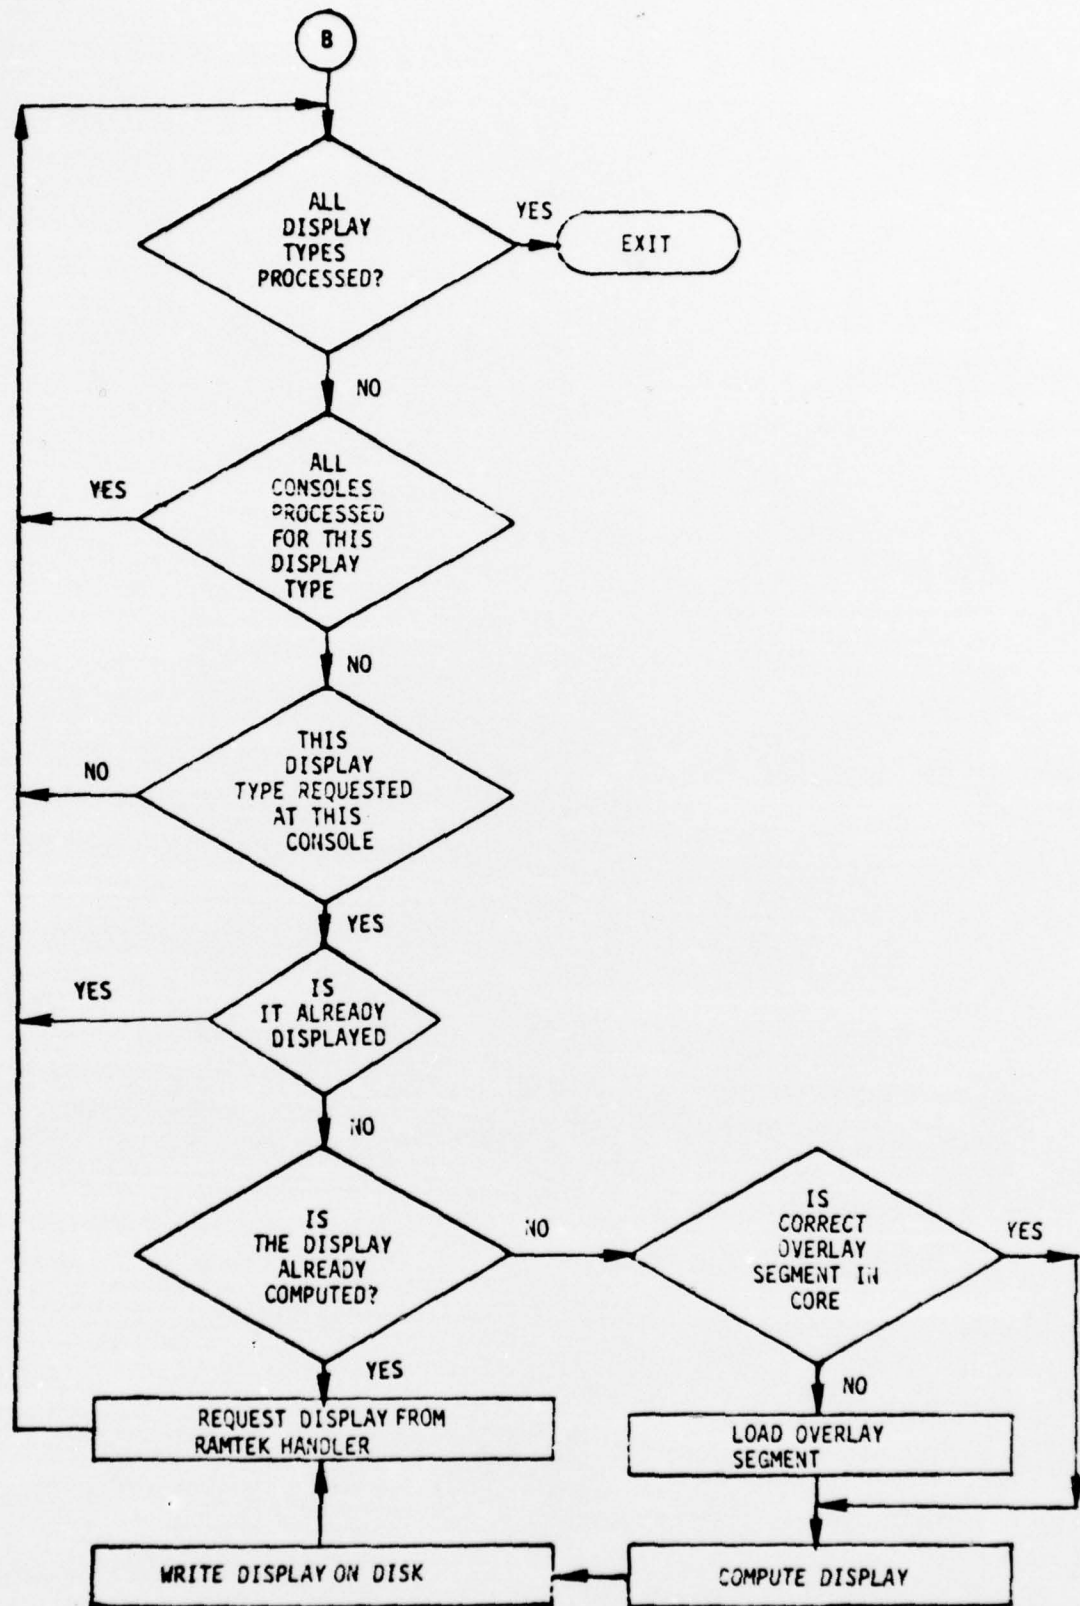 B
ALL
DISPLAY
TYPES
PROCESSED?
YES
EXIT
NO
ALL
CONSOLES
PROCESSED
FOR THIS
DISPLAY
TYPE
YES
NO
THIS
DISPLAY
TYPE REQUESTED
AT THIS
CONSOLE
NO
YES
IS
IT ALREADY
DISPLAYED
YES
NO
IS
THE DISPLAY
ALREADY
COMPUTED?
NO
IS
CORRECT
OVERLAY
SEGMENT IN
CORE
YES
YES
NO
REQUEST DISPLAY FROM
RAMTEK HANDLER
LOAD OVERLAY
SEGMENT
WRITE DISPLAY ON DISK
COMPUTE DISPLAY